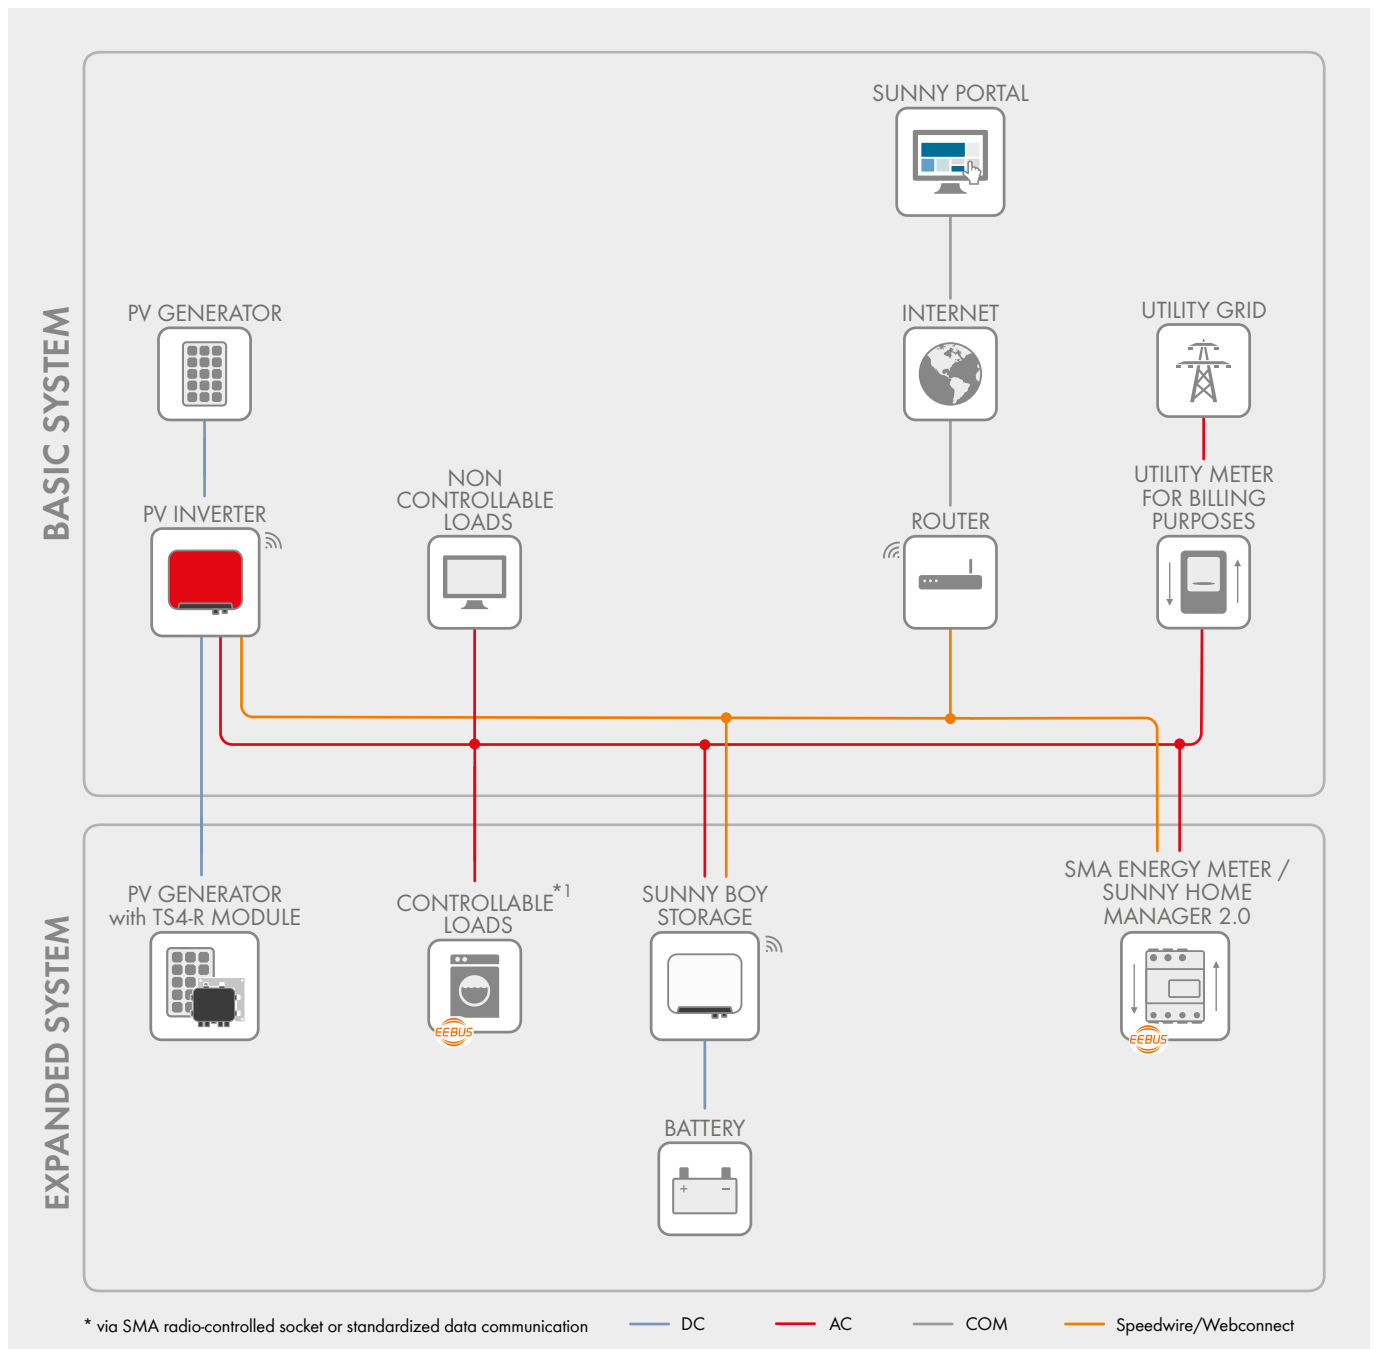 BASIC SYSTEM
SUNNY PORTAL
PV GENERATOR
INTERNET
UTILITY GRID
PV INVERTER
NON
CONTROLLABLE
LOADS
ROUTER
UTILITY METER
FOR BILLING
PURPOSES
EXPANDED SYSTEM
PV GENERATOR
with TS4-R MODULE
CONTROLLABLE*1
LOADS
EEBUS
SUNNY BOY
STORAGE
SMA ENERGY METER /
SUNNY HOME
MANAGER 2.0
EEBUS
BATTERY
+ −
* via SMA radio-controlled socket or standardized data communication
DC
AC
COM
Speedwire/Webconnect